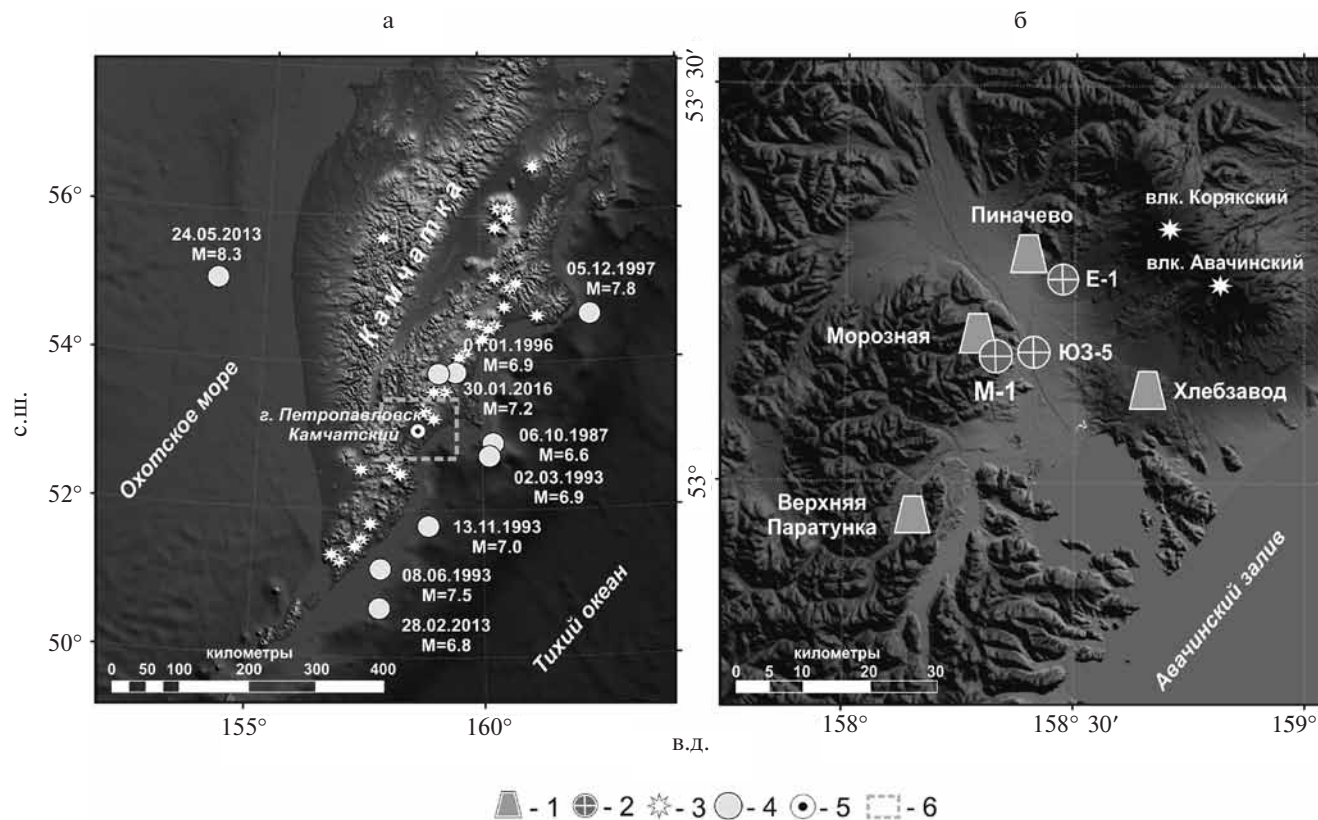 а
б
56°
54°
52°
50°
с.ш.
24.05.2013
M=8.3
05.12.1997
M=7.8
01.01.1996
M=6.9
30.01.2016
M=7.2
06.10.1987
M=6.6
02.03.1993
M=6.9
13.11.1993
M=7.0
08.06.1993
M=7.5
28.02.2013
M=6.8
Камчатка
г. Петропавловск
Камчатский
Охотское море
Тихий океан
километры
0 50 100 200 300 400
155°
160°
в.д.
53° 30′
53°
Пиначево
влк. Корякский
влк. Авачинский
Е-1
Морозная
ЮЗ-5
М-1
Хлебзавод
Верхняя
Паратунка
Авачинский залив
километры
0 5 10 20 30
158°
158° 30′
159°
- 1 - 2 - 3 - 4 - 5 - 6